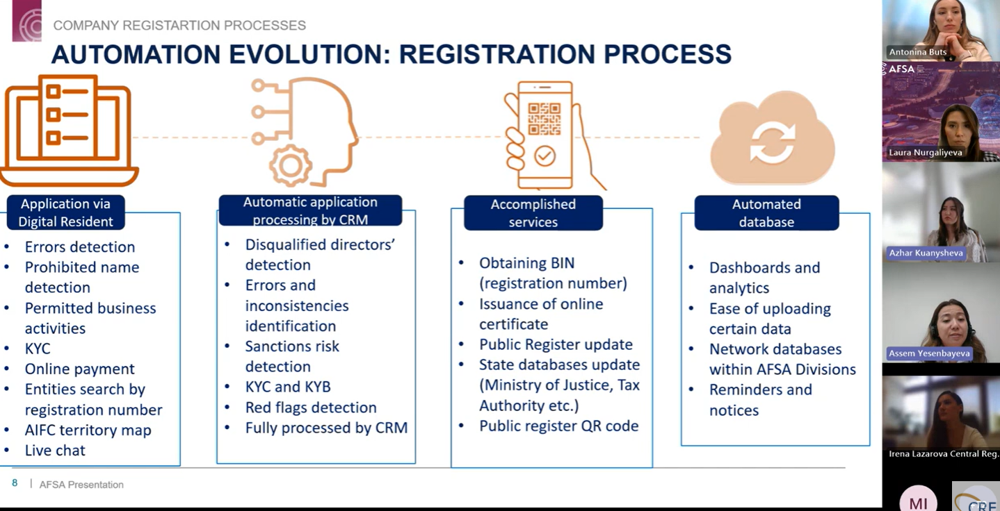 COMPANY REGISTARTION PROCESSES
AUTOMATION EVOLUTION: REGISTRATION PROCESS
Application via
Digital Resident
• Errors detection
• Prohibited name
detection
• Permitted business
activities
• KYC
• Online payment
• Entities search by
registration number
• AIFC territory map
• Live chat
Automatic application
processing by CRM
• Disqualified directors’
detection
• Errors and
inconsistencies
identification
• Sanctions risk
detection
• KYC and KYB
• Red flags detection
• Fully processed by CRM
Accomplished
services
• Obtaining BIN
(registration number)
• Issuance of online
certificate
• Public Register update
• State databases update
(Ministry of Justice, Tax
Authority etc.)
• Public register QR code
Automated
database
• Dashboards and
analytics
• Ease of uploading
certain data
• Network databases
within AFSA Divisions
• Reminders and
notices
8 | AFSA Presentation
Antonina Buts
AFSA
Laura Nurgaliyeva
Azhar Kuanysheva
Assem Yesenbayeva
Irena Lazarova Central Reg...
MI
CRF